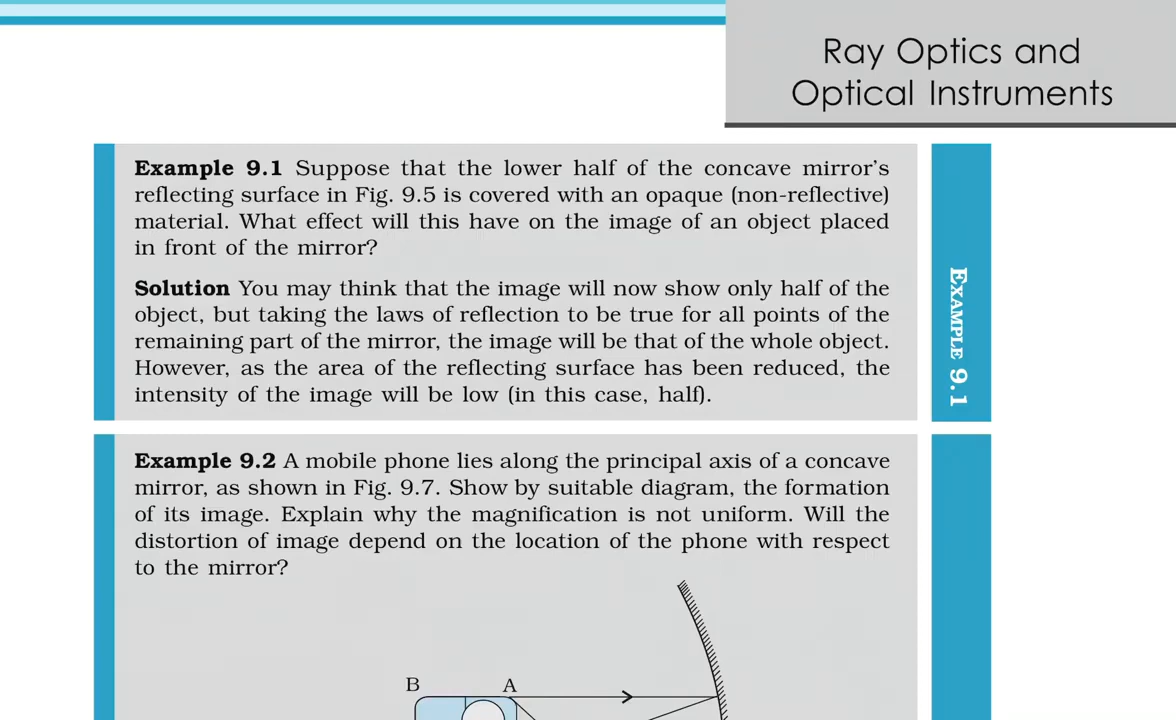 Ray Optics and
Optical Instruments
Example 9.1 Suppose that the lower half of the concave mirror’s
reflecting surface in Fig. 9.5 is covered with an opaque (non-reflective)
material. What effect will this have on the image of an object placed
in front of the mirror?
Solution You may think that the image will now show only half of the
object, but taking the laws of reflection to be true for all points of the
remaining part of the mirror, the image will be that of the whole object.
However, as the area of the reflecting surface has been reduced, the
intensity of the image will be low (in this case, half).
EXAMPLE 9.1
Example 9.2 A mobile phone lies along the principal axis of a concave
mirror, as shown in Fig. 9.7. Show by suitable diagram, the formation
of its image. Explain why the magnification is not uniform. Will the
distortion of image depend on the location of the phone with respect
to the mirror?
B A